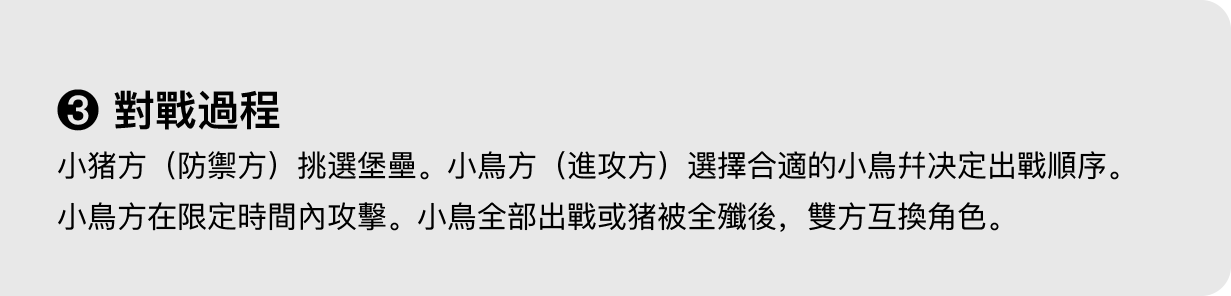 ❸ 對戰過程
小猪方（防禦方）挑選堡壘。小鳥方（進攻方）選擇合適的小鳥幷决定出戰順序。
小鳥方在限定時間內攻擊。小鳥全部出戰或猪被全殲後，雙方互換角色。